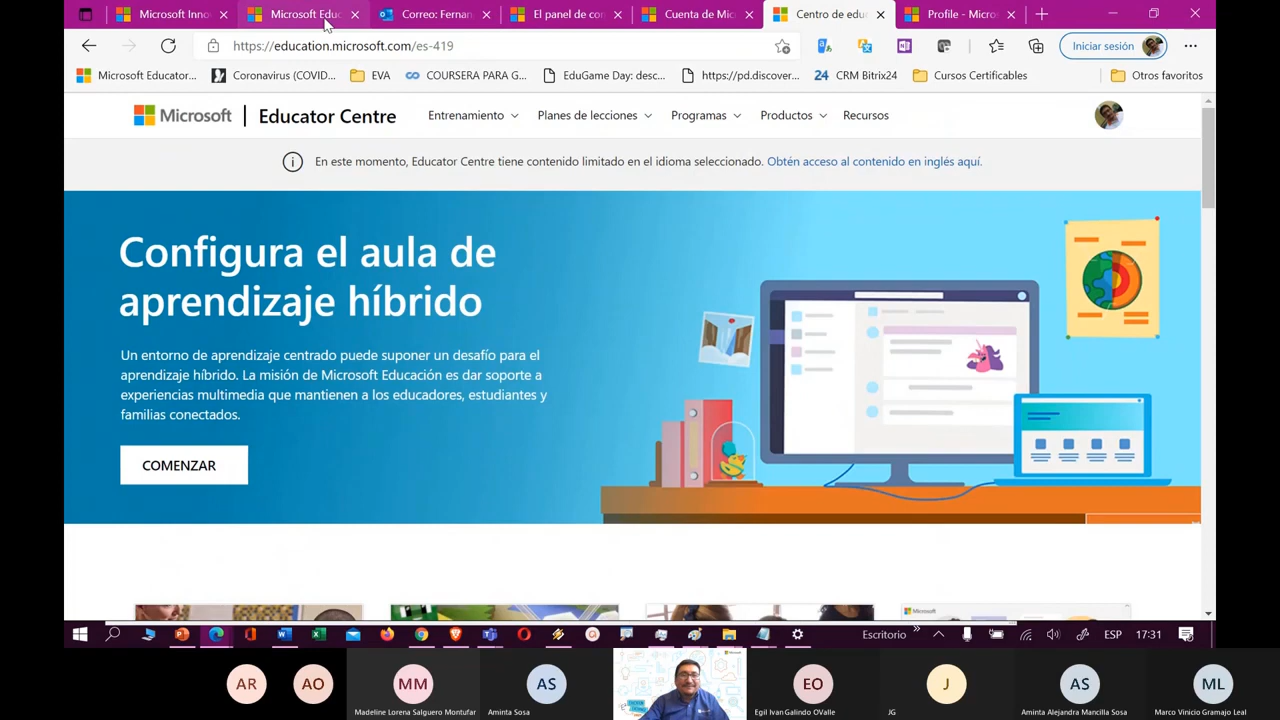 Microsoft Inno
Microsoft Educ
Correo: Fernan
El panel de con
Cuenta de Mic
Centro de edu
Profile - Micros
https://education.microsoft.com/es-419
Iniciar sesión
Microsoft Educator...
Coronavirus (COVID...
EVA
COURSERA PARA G...
EduGame Day: desc...
https://pd.discover...
24 CRM Bitrix24
Cursos Certificables
Otros favoritos
Microsoft | Educator Centre
Entrenamiento
Planes de lecciones
Programas
Productos
Recursos
En este momento, Educator Centre tiene contenido limitado en el idioma seleccionado. Obtén acceso al contenido en inglés aquí.
Configura el aula de
aprendizaje híbrido
Un entorno de aprendizaje centrado puede suponer un desafío para el
aprendizaje híbrido. La misión de Microsoft Educación es dar soporte a
experiencias multimedia que mantienen a los educadores, estudiantes y
familias conectados.
COMENZAR
Microsoft
Escritorio
ESP
17:31
AR
AO
MM
AS
EO
J
AS
ML
Madeline Lorena Salguero Montufar
Aminta Sosa
Egil Ivan Galindo OValle
JG
Aminta Alejandra Mancilla Sosa
Marco Vinicio Gramajo Leal